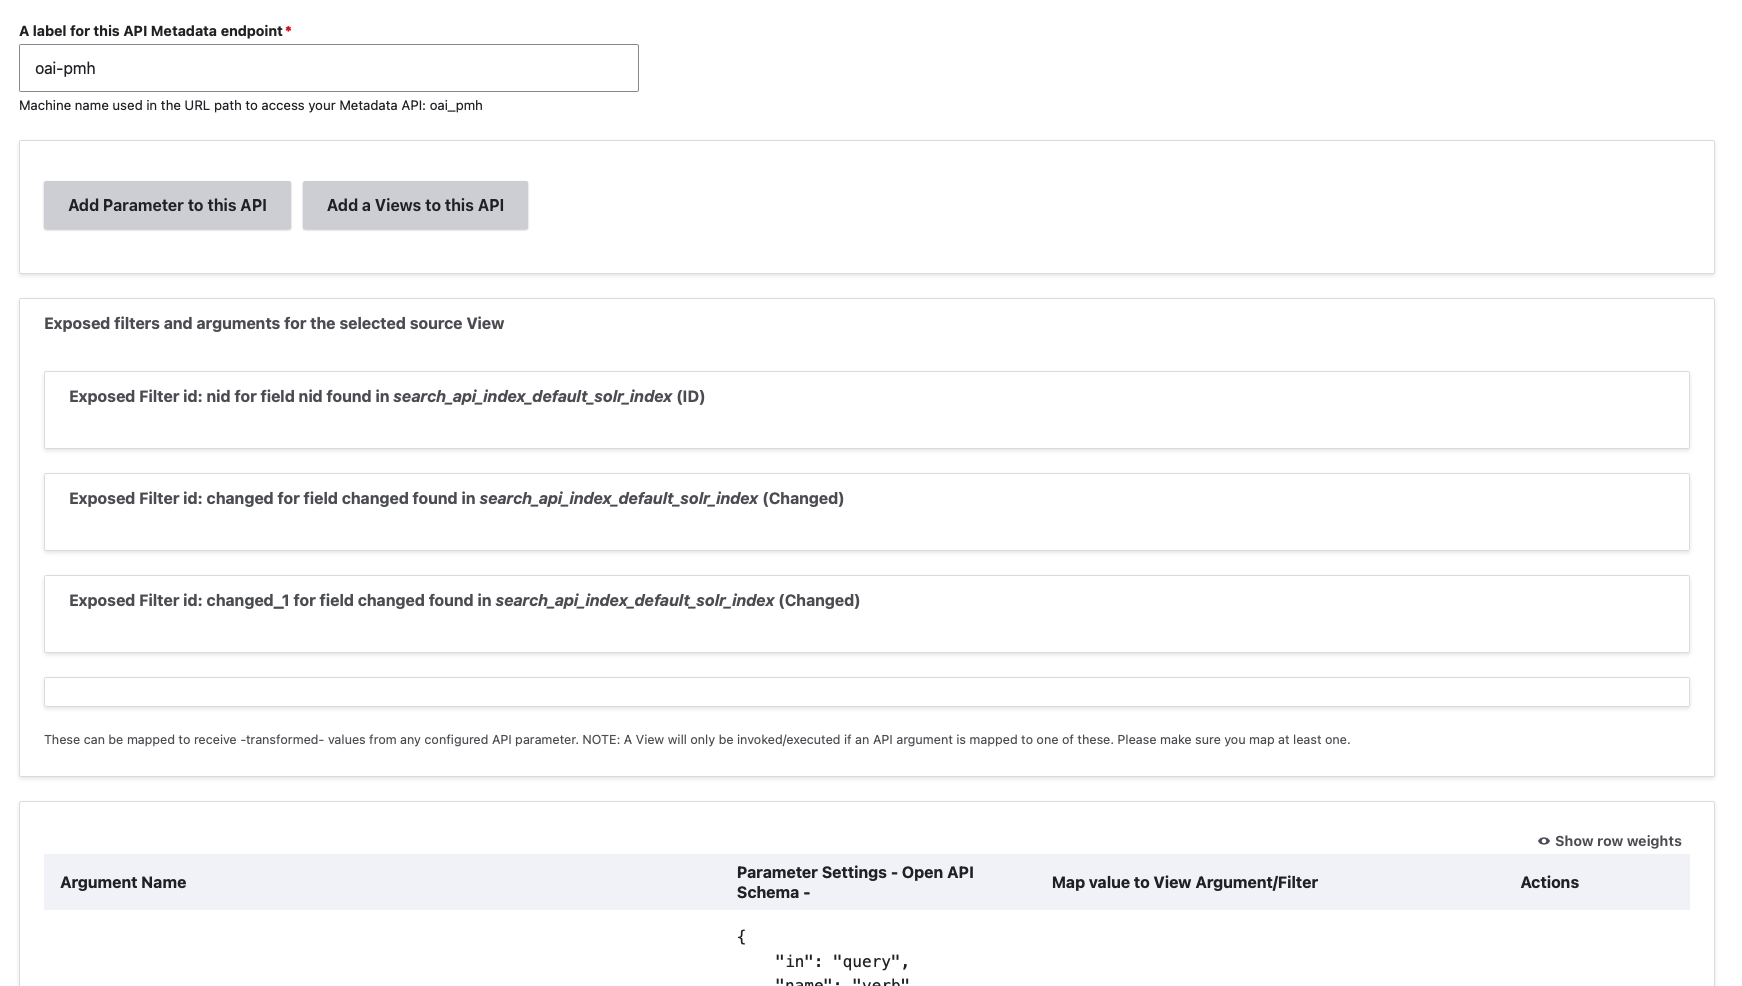 A label for this API Metadata endpoint*
oai-pmh
Machine name used in the URL path to access your Metadata API: oai_pmh
Add Parameter to this API
Add a Views to this API
Exposed filters and arguments for the selected source View
Exposed Filter id: nid for field nid found in search_api_index_default_solr_index (ID)
Exposed Filter id: changed for field changed found in search_api_index_default_solr_index (Changed)
Exposed Filter id: changed_1 for field changed found in search_api_index_default_solr_index (Changed)
These can be mapped to receive -transformed- values from any configured API parameter. NOTE: A View will only be invoked/executed if an API argument is mapped to one of these. Please make sure you map at least one.
Show row weights
Argument Name
Parameter Settings - Open API
Schema -
Map value to View Argument/Filter
Actions
{
"in": "query",
"name": "verb"